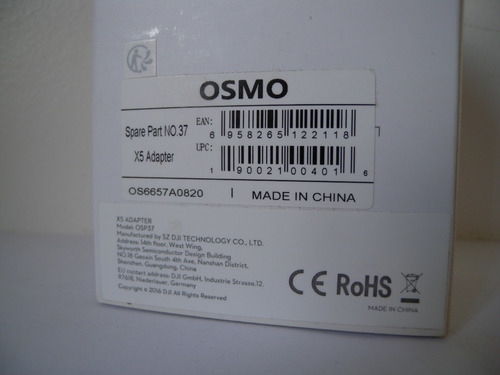 OSMO
Spare Part NO.37
X5 Adapter
EAN:
6 958265 122118
UPC:
1 90021 00401 6
OS6657A0820 I MADE IN CHINA
X5 ADAPTER
Model: OSP37
Manufactured by SZ DJI TECHNOLOGY CO., LTD.
Address: 14th floor, West Wing,
Skyworth Semiconductor Design Building
NO.18 Gaoxin South 4th Ave, Nanshan District,
Shenzhen, Guangdong, China
EU contact address: DJI GmbH, Industrie Strasse.12,
97618, Niederlauer, Germany
Copyright © 2016 DJI All Rights Reserved
CE RoHS
MADE IN CHINA